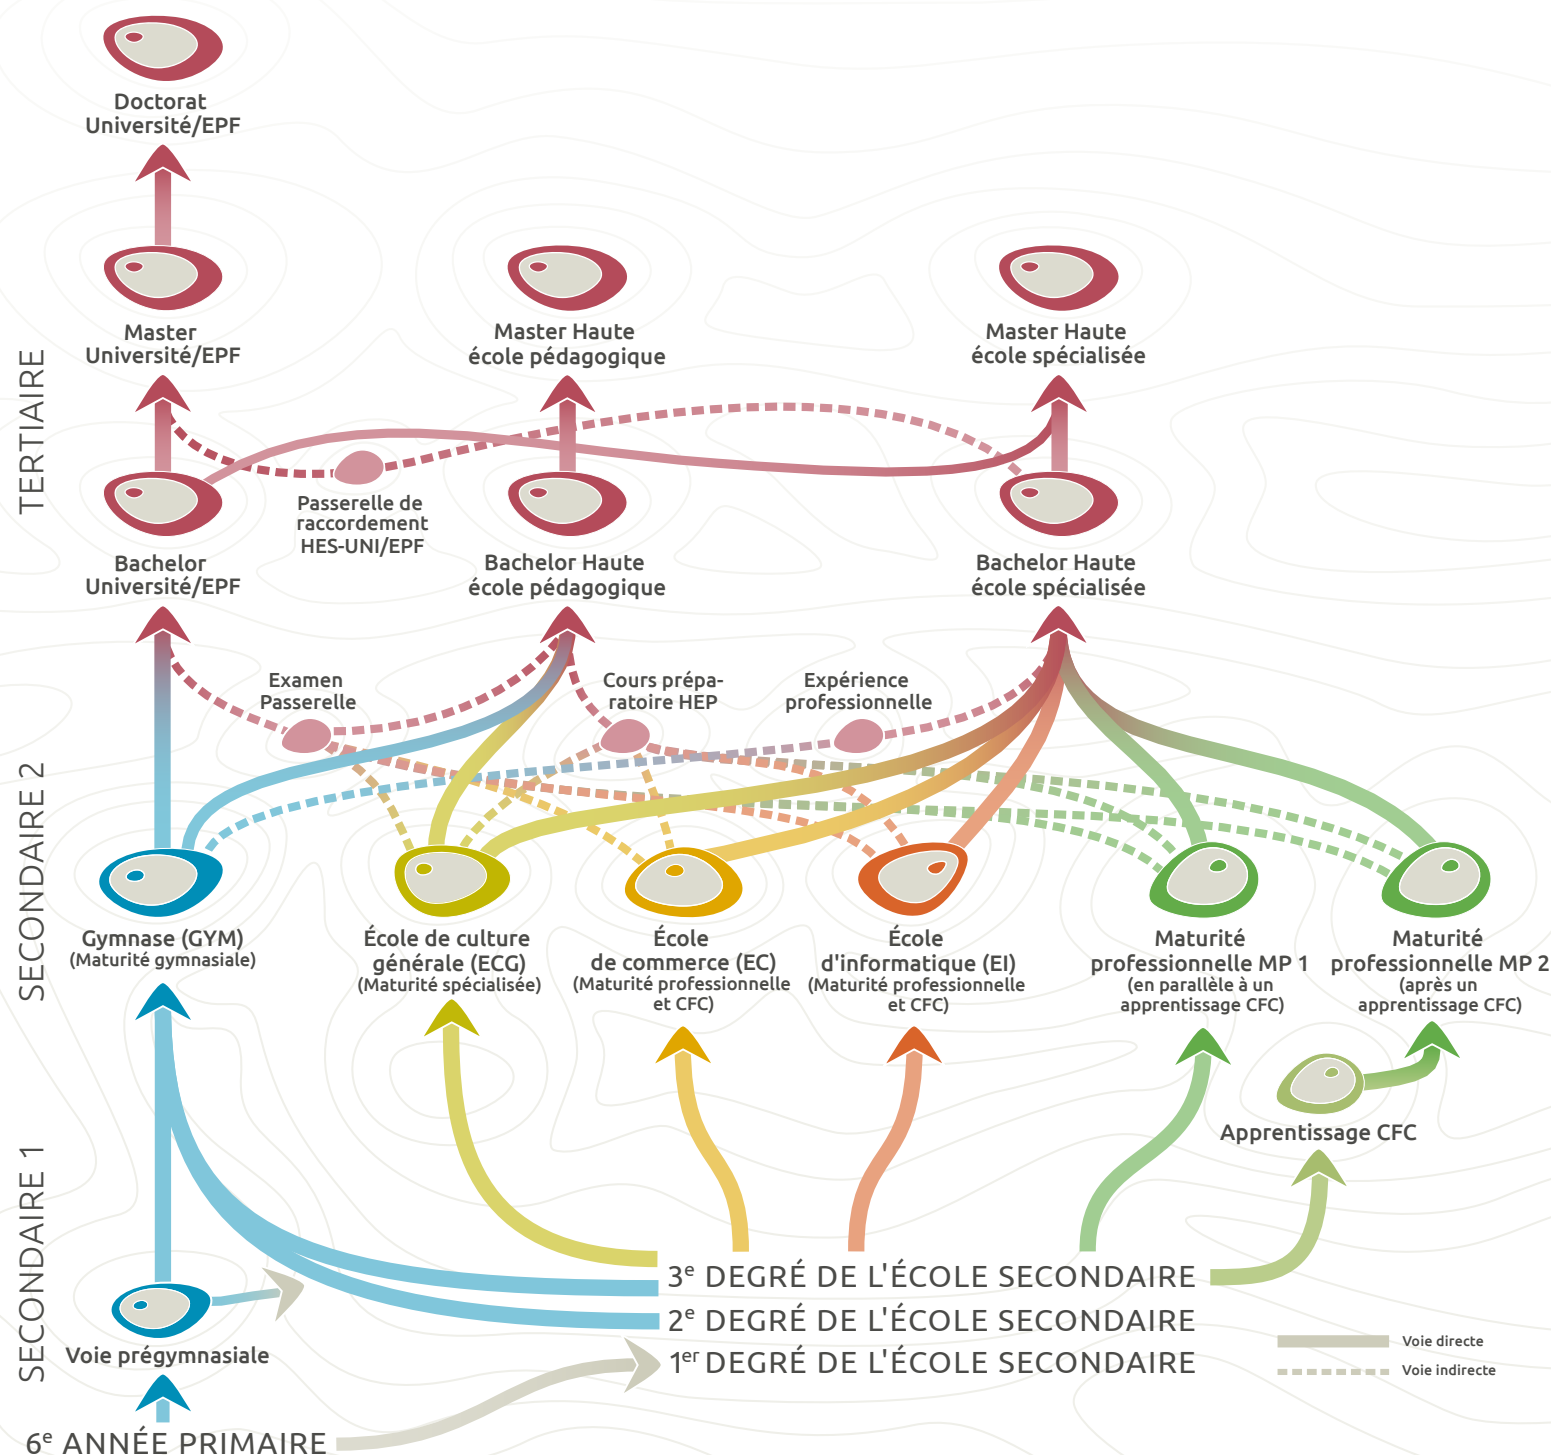 Doctorat
Université/EPF
Master
Université/EPF
Master Haute
école pédagogique
Master Haute
école spécialisée
TERTIAIRE
Passerelle de
raccordement
HES-UNI/EPF
Bachelor
Université/EPF
Bachelor Haute
école pédagogique
Bachelor Haute
école spécialisée
Examen
Passerelle
Cours prépa-
ratoire HEP
Expérience
professionnelle
SECONDAIRE 2
Gymnase (GYM)
(Maturité gymnasiale)
École de culture
générale (ECG)
(Maturité spécialisée)
École
de commerce (EC)
(Maturité professionnelle
et CFC)
École
d'informatique (EI)
(Maturité professionnelle
et CFC)
Maturité
professionnelle MP 1
(en parallèle à un
apprentissage CFC)
Maturité
professionnelle MP 2
(après un
apprentissage CFC)
Apprentissage CFC
SECONDAIRE 1
3e DEGRÉ DE L'ÉCOLE SECONDAIRE
2e DEGRÉ DE L'ÉCOLE SECONDAIRE
1er DEGRÉ DE L'ÉCOLE SECONDAIRE
Voie prégymnasiale
Voie directe
Voie indirecte
6e ANNÉE PRIMAIRE